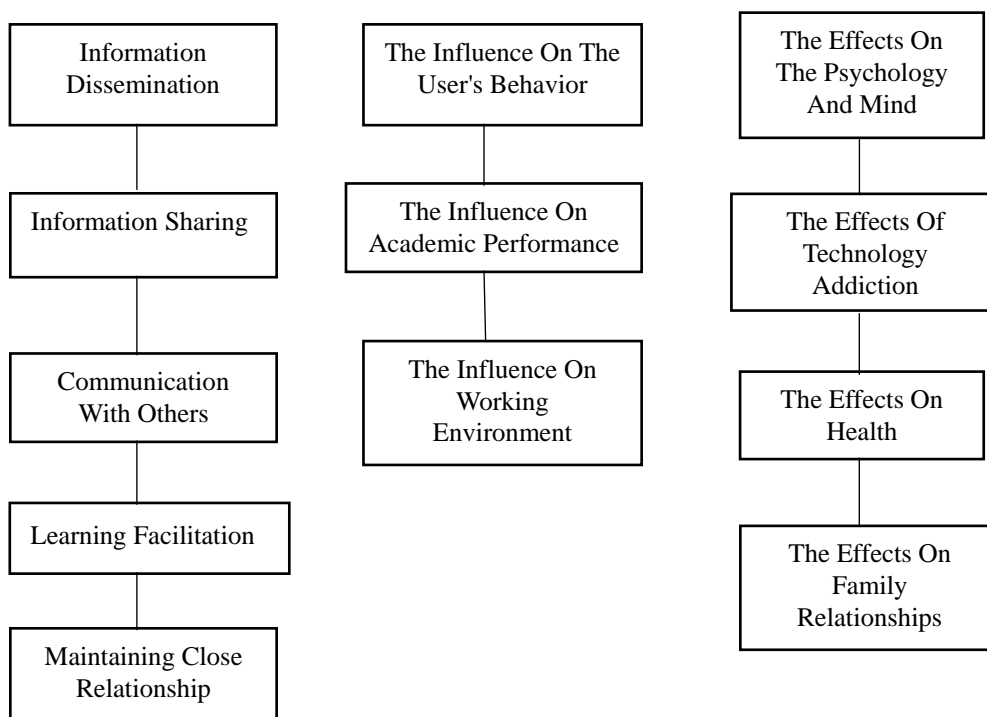 Information
Dissemination
Information Sharing
Communication
With Others
Learning Facilitation
Maintaining Close
Relationship
The Influence On The
User's Behavior
The Influence On
Academic Performance
The Influence On
Working
Environment
The Effects On
The Psychology
And Mind
The Effects Of
Technology
Addiction
The Effects On
Health
The Effects On
Family
Relationships